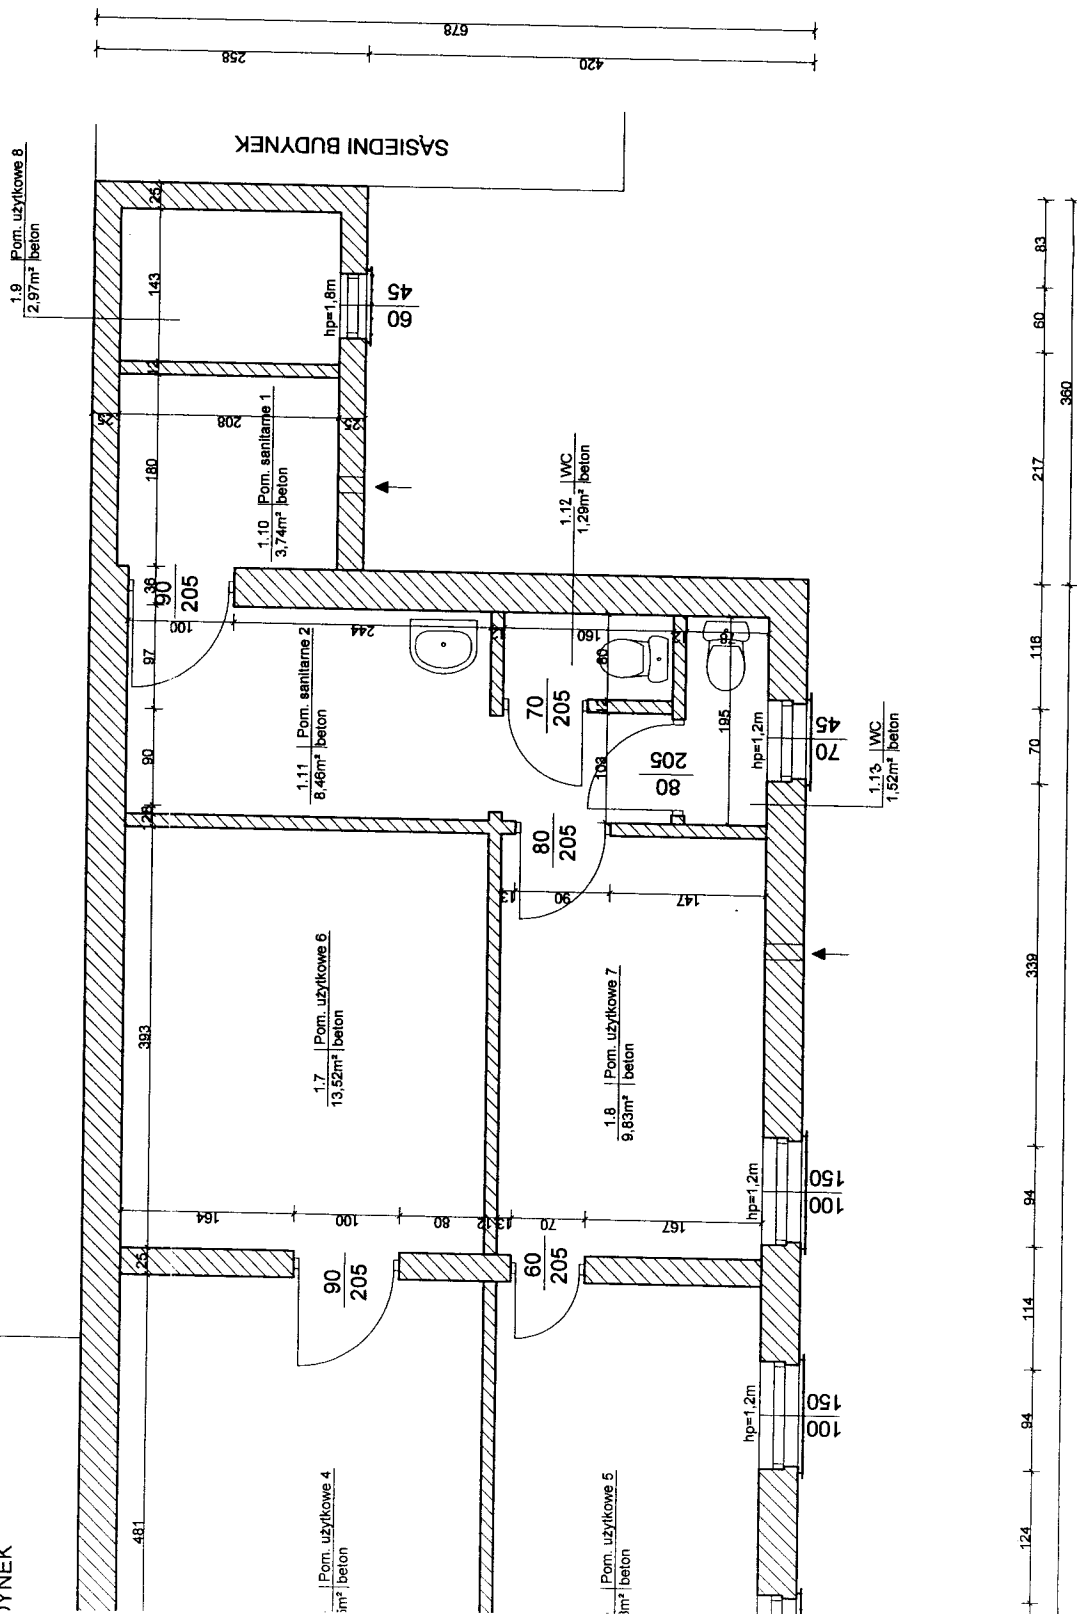 678
258
420
SĄSIEDNI BUDYNEK
1.9 Pom. użytkowe 8
2,97m² beton
25
143
hp=1,8m
60
45
12
25
208
25
180
1.10 Pom. sanitarne 1
3,74m² beton
1.12 WC
1,29m² beton
36
90
205
100
244
160
97
1.11 Pom. sanitarne 2
8,46m² beton
80
12
70
205
195
103
80
205
hp=1,2m
70
45
1.13 WC
1,52m² beton
90
80
205
13
90
147
1.7 Pom. użytkowe 6
13,52m² beton
393
1.8 Pom. użytkowe 7
9,83m² beton
hp=1,2m
100
150
164
100
80
12
13
70
167
25
90
205
60
205
hp=1,2m
100
150
481
Pom. użytkowe 4
m² beton
Pom. użytkowe 5
m² beton
YNEK
83
60
217
360
116
70
339
94
114
94
124